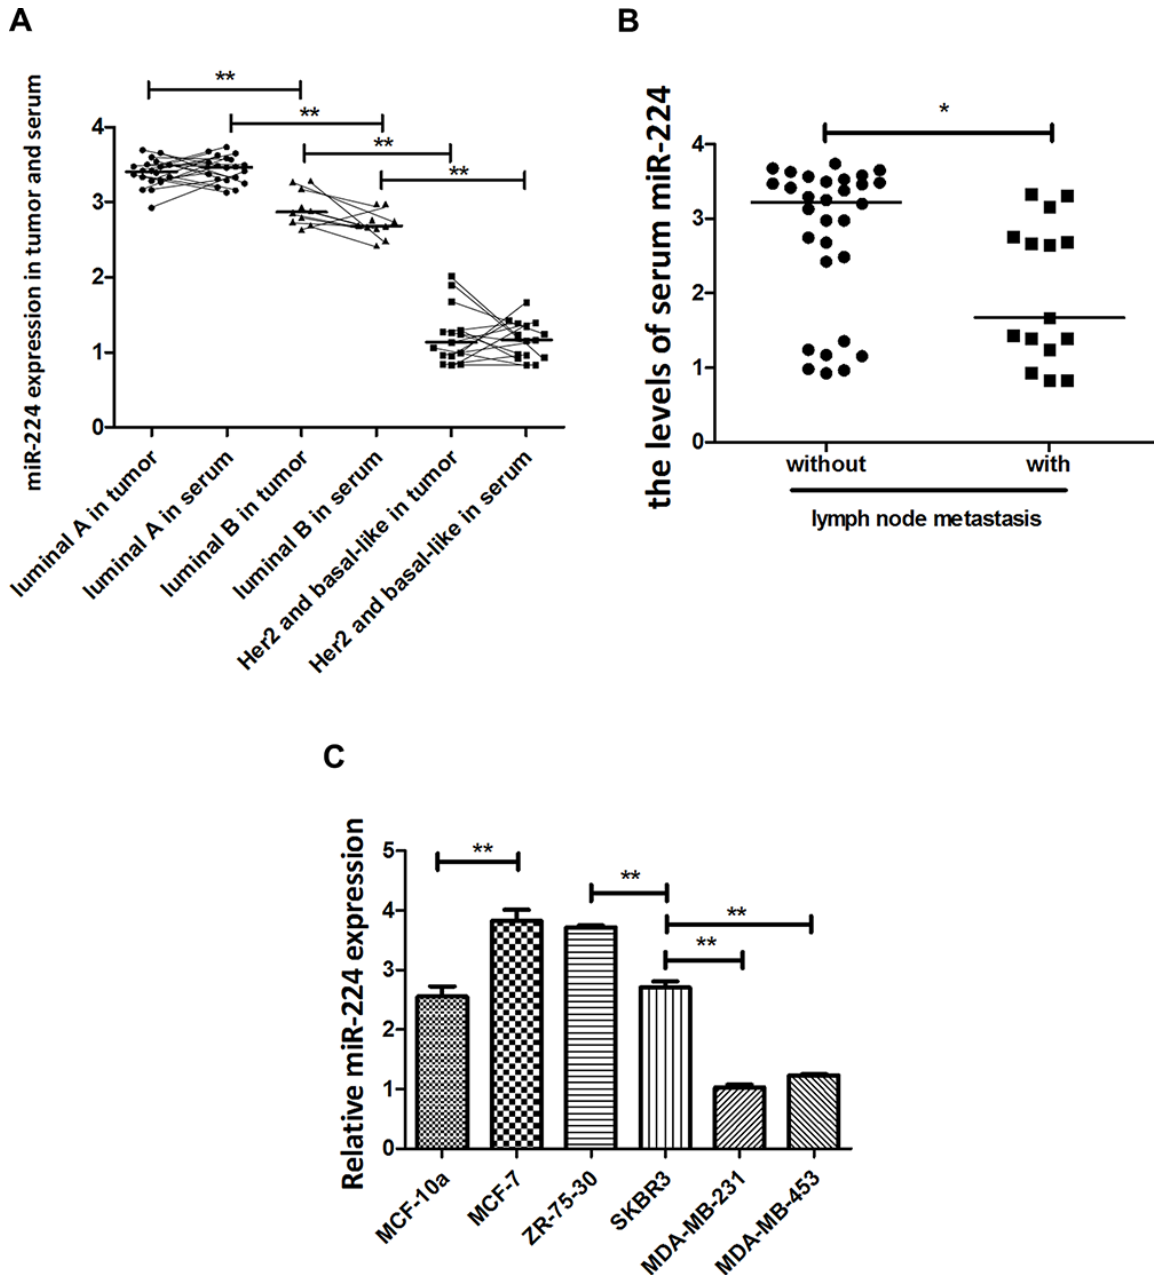 A
miR-224 expression in tumor and serum
**
**
**
**
4
3
2
1
0
luminal A in tumor
luminal A in serum
luminal B in tumor
luminal B in serum
Her2 and basal-like in tumor
Her2 and basal-like in serum
B
the levels of serum miR-224
*
4
3
2
1
0
without
with
lymph node metastasis
C
Relative miR-224 expression
**
**
**
**
5
4
3
2
1
0
MCF-10a
MCF-7
ZR-75-30
SKBR3
MDA-MB-231
MDA-MB-453